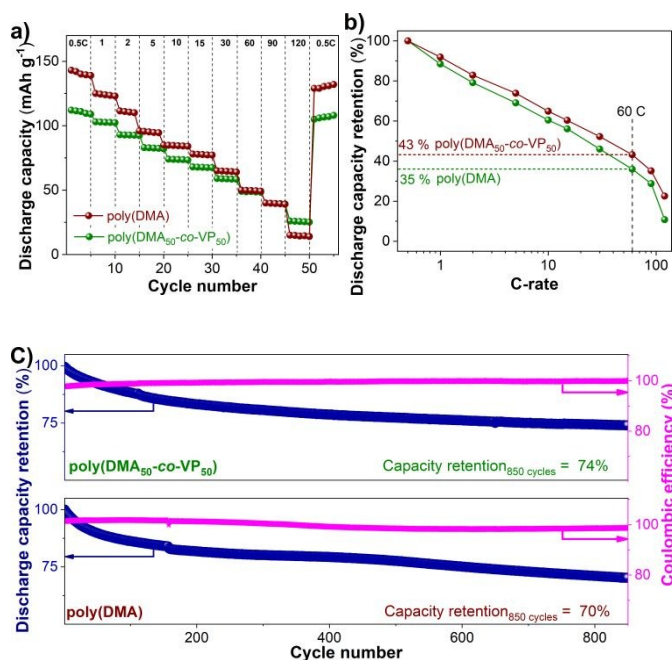 a)
0.5C 1 2 5 10 15 30 60 90 120 0.5C
Discharge capacity (mAh g⁻¹)
150
100
50
0
poly(DMA)
poly(DMA₅₀-co-VP₅₀)
0 10 20 30 40 50
Cycle number
b)
Discharge capacity retention (%)
100
80
60
40
20
0
60 C
43 % poly(DMA₅₀-co-VP₅₀)
35 % poly(DMA)
1 10 100
C-rate
C)
Discharge capacity retention (%)
100
75
100
80
poly(DMA₅₀-co-VP₅₀)
Capacity retention₈₅₀ cycles = 74%
100
75
100
80
Coulombic efficiency (%)
poly(DMA)
Capacity retention₈₅₀ cycles = 70%
200 400 600 800
Cycle number